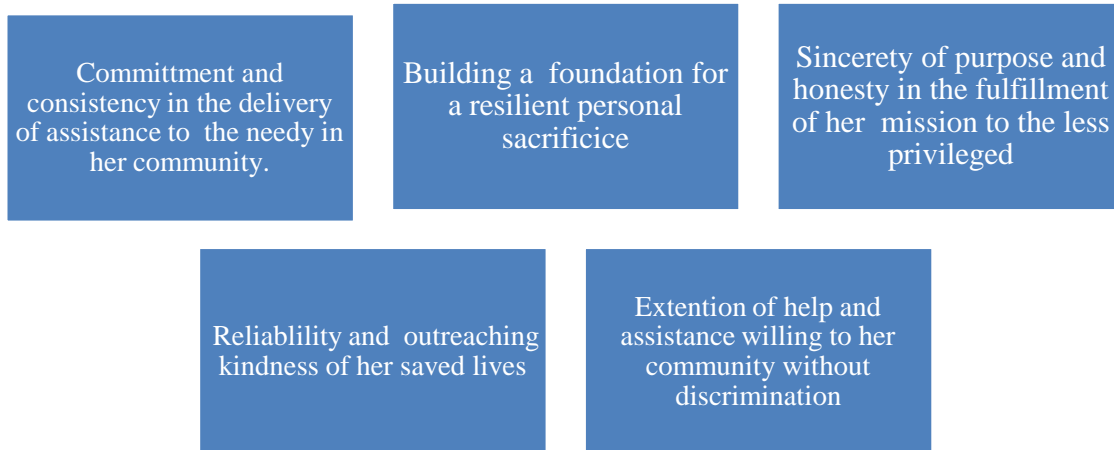 Committment and
consistency in the delivery
of assistance to the needy in
her community.
Building a foundation for
a resilient personal
sacrificice
Sincerety of purpose and
honesty in the fulfillment
of her mission to the less
privileged
Reliablility and outreaching
kindness of her saved lives
Extention of help and
assistance willing to her
community without
discrimination